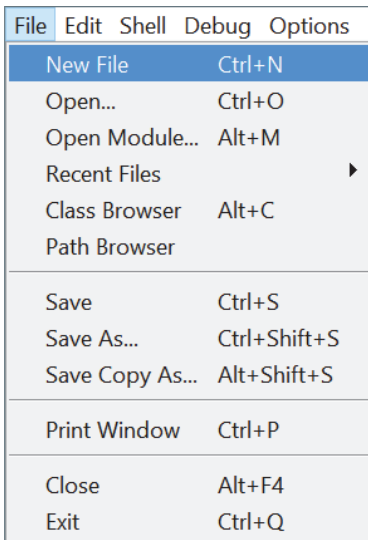 File Edit Shell Debug Options
New File Ctrl+N
Open... Ctrl+O
Open Module... Alt+M
Recent Files
Class Browser Alt+C
Path Browser
Save Ctrl+S
Save As... Ctrl+Shift+S
Save Copy As... Alt+Shift+S
Print Window Ctrl+P
Close Alt+F4
Exit Ctrl+Q